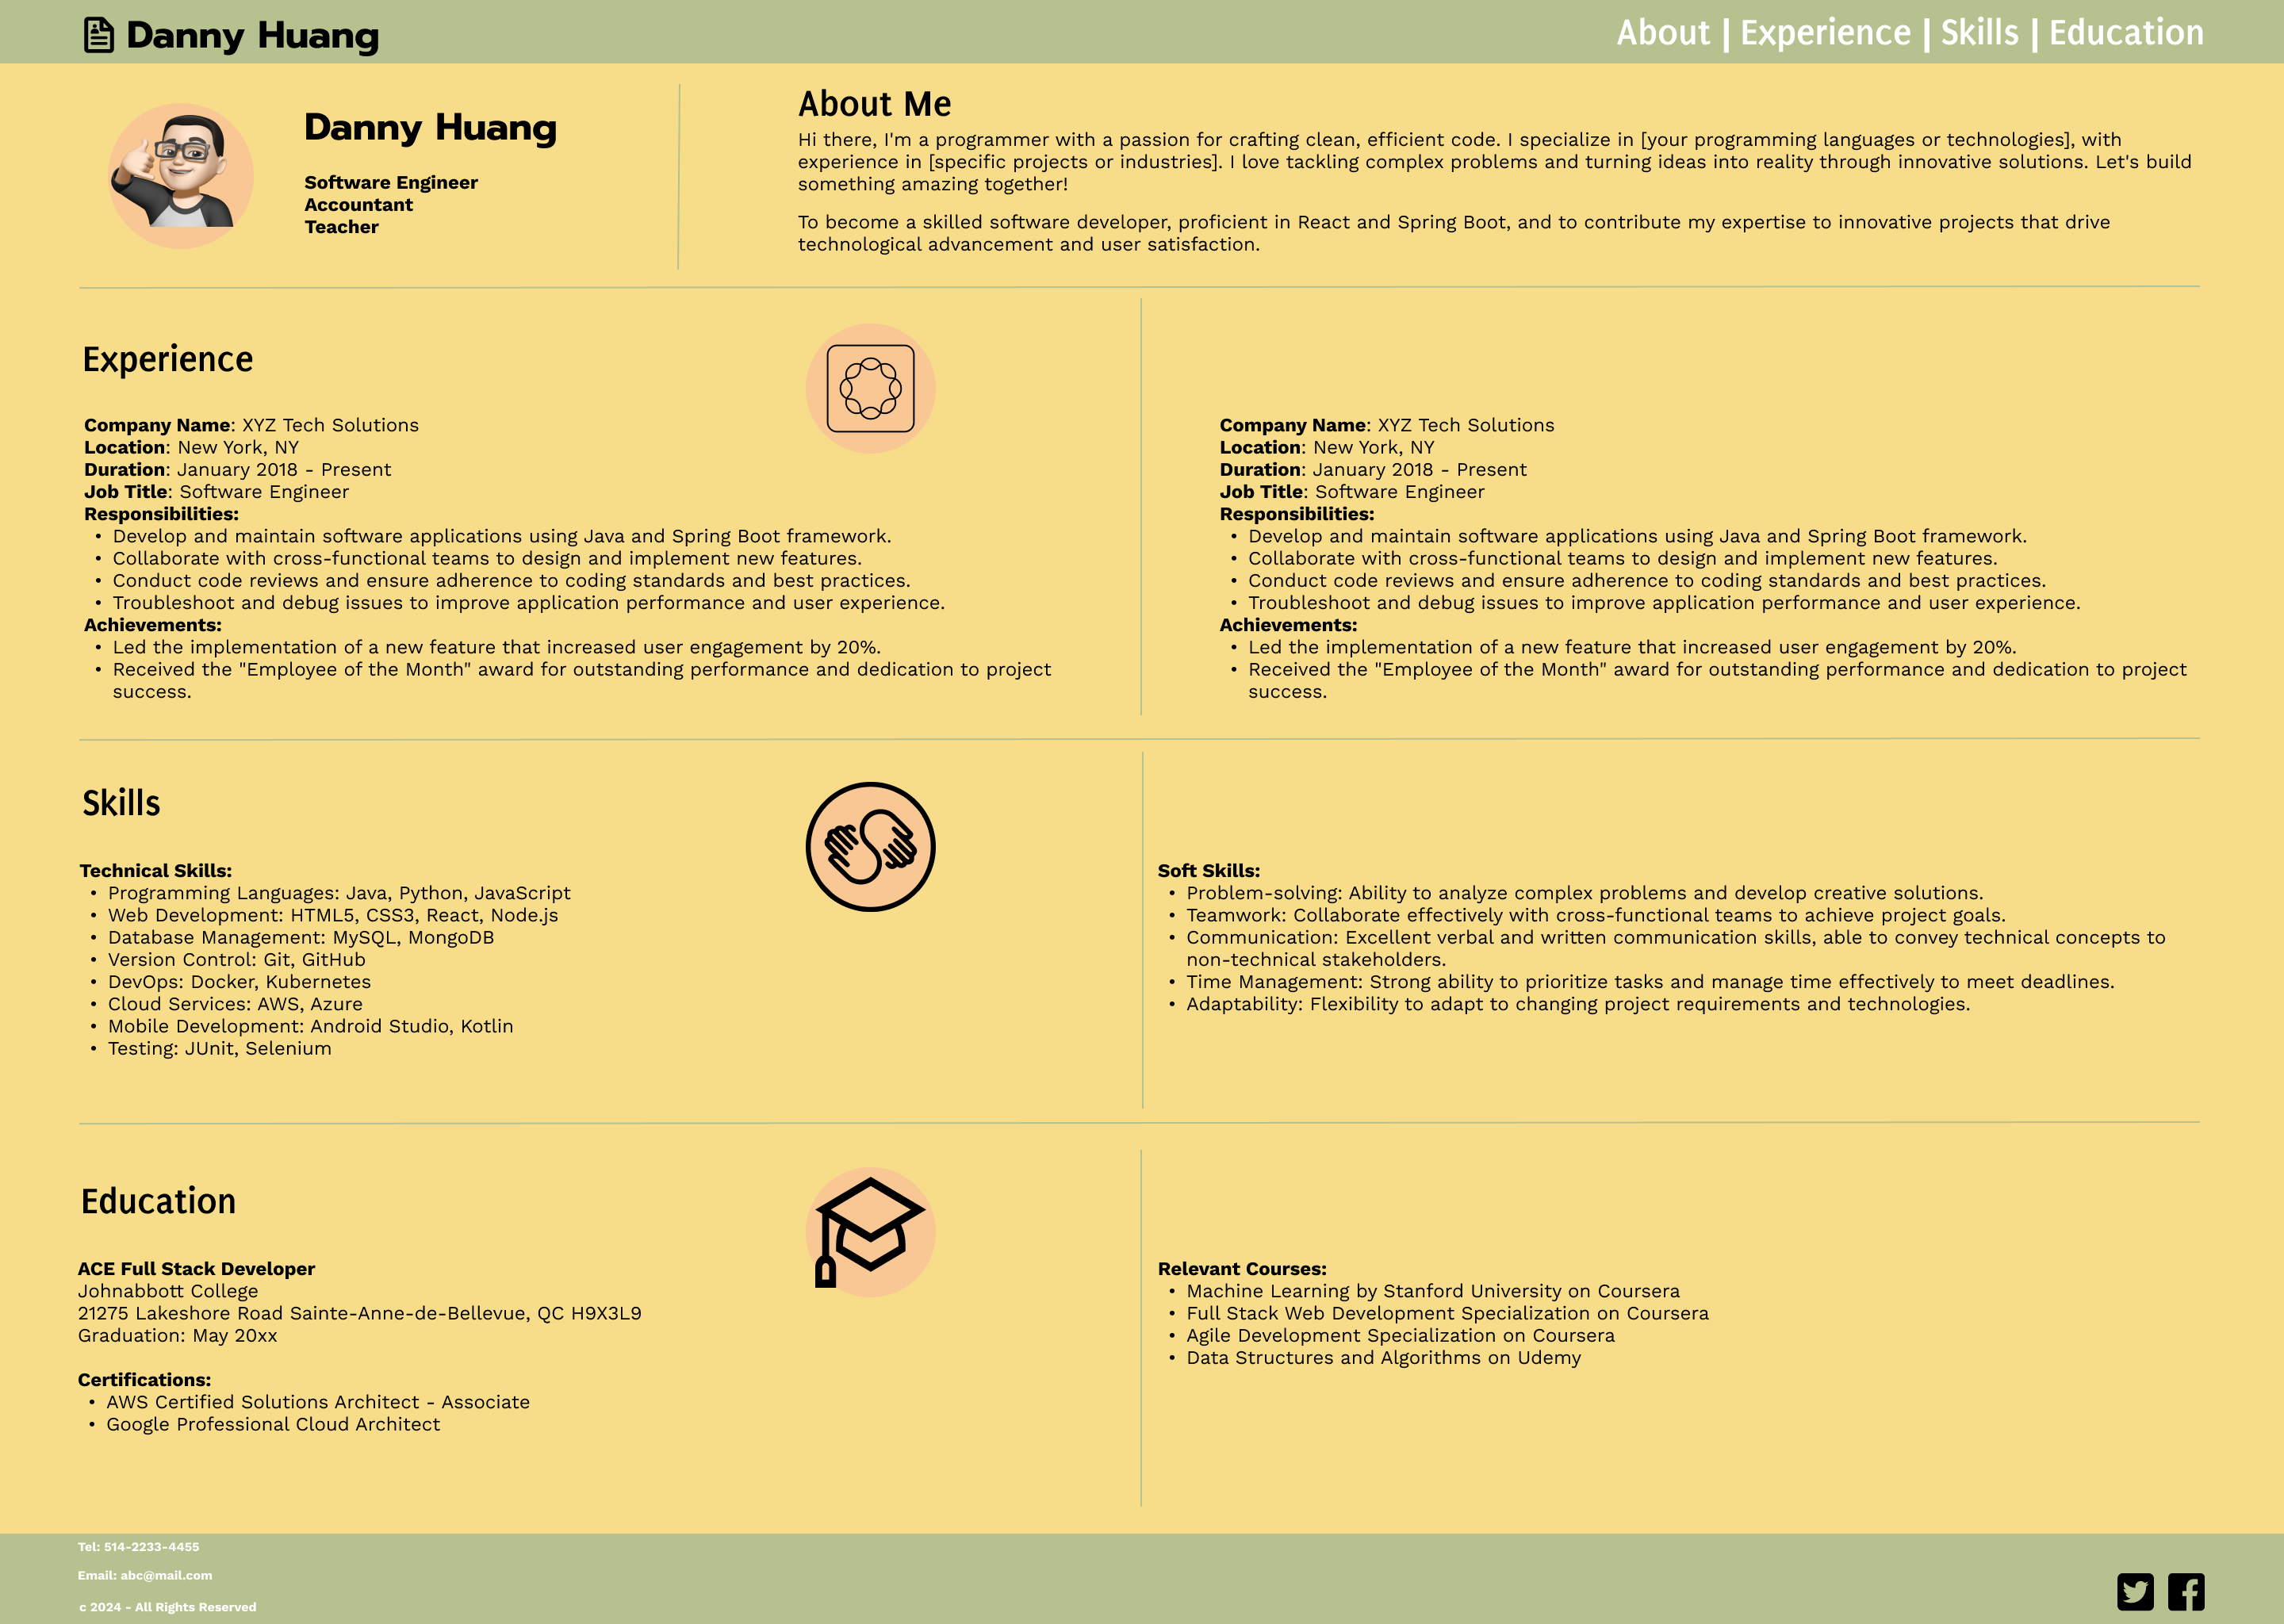 Danny Huang
About | Experience | Skills | Education
Danny Huang
Software Engineer
Accountant
Teacher
About Me
Hi there, I'm a programmer with a passion for crafting clean, efficient code. I specialize in [your programming languages or technologies], with
experience in [specific projects or industries]. I love tackling complex problems and turning ideas into reality through innovative solutions. Let's build
something amazing together!
To become a skilled software developer, proficient in React and Spring Boot, and to contribute my expertise to innovative projects that drive
technological advancement and user satisfaction.
Experience
Company Name: XYZ Tech Solutions
Location: New York, NY
Duration: January 2018 - Present
Job Title: Software Engineer
Responsibilities:
• Develop and maintain software applications using Java and Spring Boot framework.
• Collaborate with cross-functional teams to design and implement new features.
• Conduct code reviews and ensure adherence to coding standards and best practices.
• Troubleshoot and debug issues to improve application performance and user experience.
Achievements:
• Led the implementation of a new feature that increased user engagement by 20%.
• Received the "Employee of the Month" award for outstanding performance and dedication to project
success.
Company Name: XYZ Tech Solutions
Location: New York, NY
Duration: January 2018 - Present
Job Title: Software Engineer
Responsibilities:
• Develop and maintain software applications using Java and Spring Boot framework.
• Collaborate with cross-functional teams to design and implement new features.
• Conduct code reviews and ensure adherence to coding standards and best practices.
• Troubleshoot and debug issues to improve application performance and user experience.
Achievements:
• Led the implementation of a new feature that increased user engagement by 20%.
• Received the "Employee of the Month" award for outstanding performance and dedication to project
success.
Skills
Technical Skills:
• Programming Languages: Java, Python, JavaScript
• Web Development: HTML5, CSS3, React, Node.js
• Database Management: MySQL, MongoDB
• Version Control: Git, GitHub
• DevOps: Docker, Kubernetes
• Cloud Services: AWS, Azure
• Mobile Development: Android Studio, Kotlin
• Testing: JUnit, Selenium
Soft Skills:
• Problem-solving: Ability to analyze complex problems and develop creative solutions.
• Teamwork: Collaborate effectively with cross-functional teams to achieve project goals.
• Communication: Excellent verbal and written communication skills, able to convey technical concepts to
non-technical stakeholders.
• Time Management: Strong ability to prioritize tasks and manage time effectively to meet deadlines.
• Adaptability: Flexibility to adapt to changing project requirements and technologies.
Education
ACE Full Stack Developer
Johnabbott College
21275 Lakeshore Road Sainte-Anne-de-Bellevue, QC H9X3L9
Graduation: May 20xx
Certifications:
• AWS Certified Solutions Architect - Associate
• Google Professional Cloud Architect
Relevant Courses:
• Machine Learning by Stanford University on Coursera
• Full Stack Web Development Specialization on Coursera
• Agile Development Specialization on Coursera
• Data Structures and Algorithms on Udemy
Tel: 514-2233-4455
Email: abc@mail.com
c 2024 - All Rights Reserved